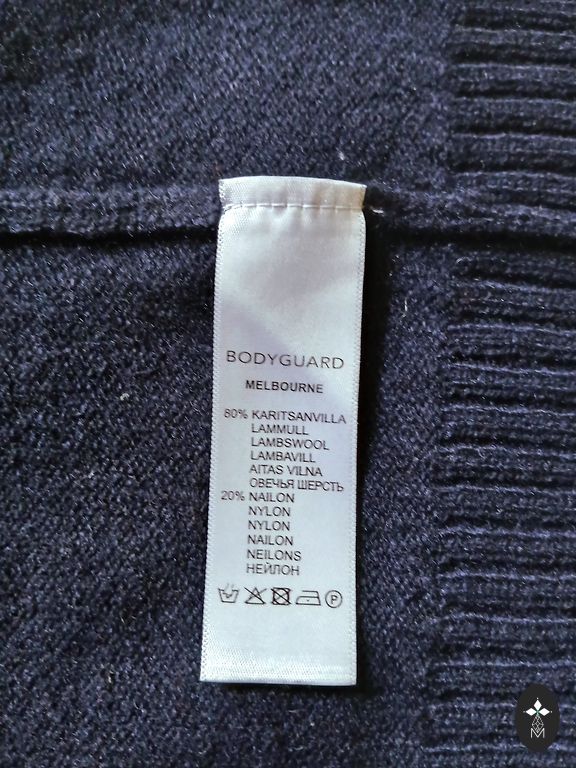 BODYGUARD
MELBOURNE
80% KARITSANVILLA
LAMMULL
LAMBSWOOL
LAMBAVILL
AITAS VILNA
ОВЕЧЬЯ ШЕРСТЬ
20% NAILON
NYLON
NYLON
NAILON
NEILONS
НЕЙЛОН
P
M